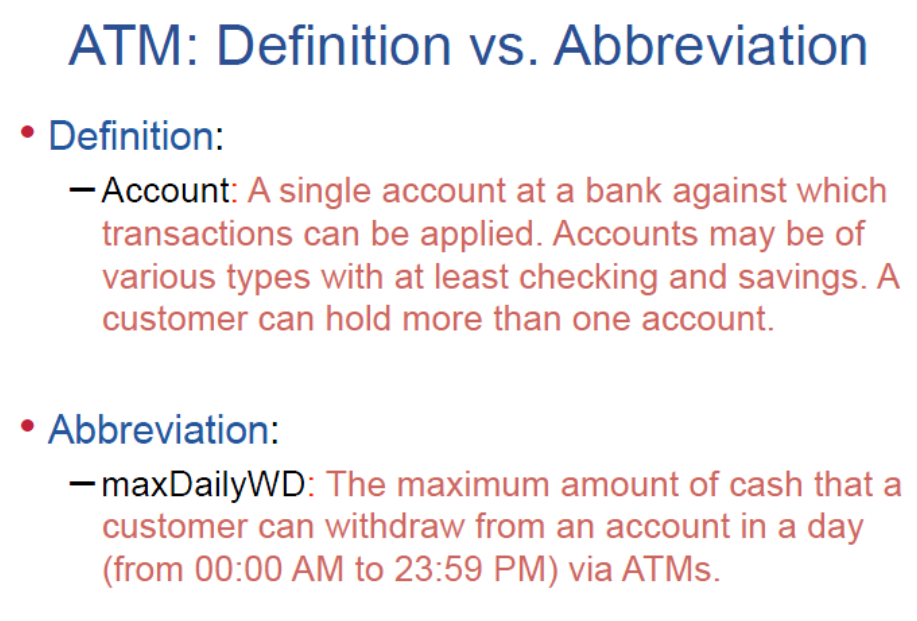 ATM: Definition vs. Abbreviation
• Definition:
– Account: A single account at a bank against which
transactions can be applied. Accounts may be of
various types with at least checking and savings. A
customer can hold more than one account.
• Abbreviation:
– maxDailyWD: The maximum amount of cash that a
customer can withdraw from an account in a day
(from 00:00 AM to 23:59 PM) via ATMs.